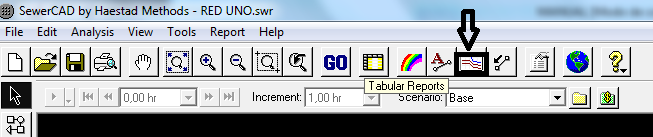 SewerCAD by Haestad Methods - RED UNO.swr
File Edit Analysis View Tools Report Help
GO
A
?
Tabular Reports
0,00 hr Increment: 1,00 hr Scenario: Base